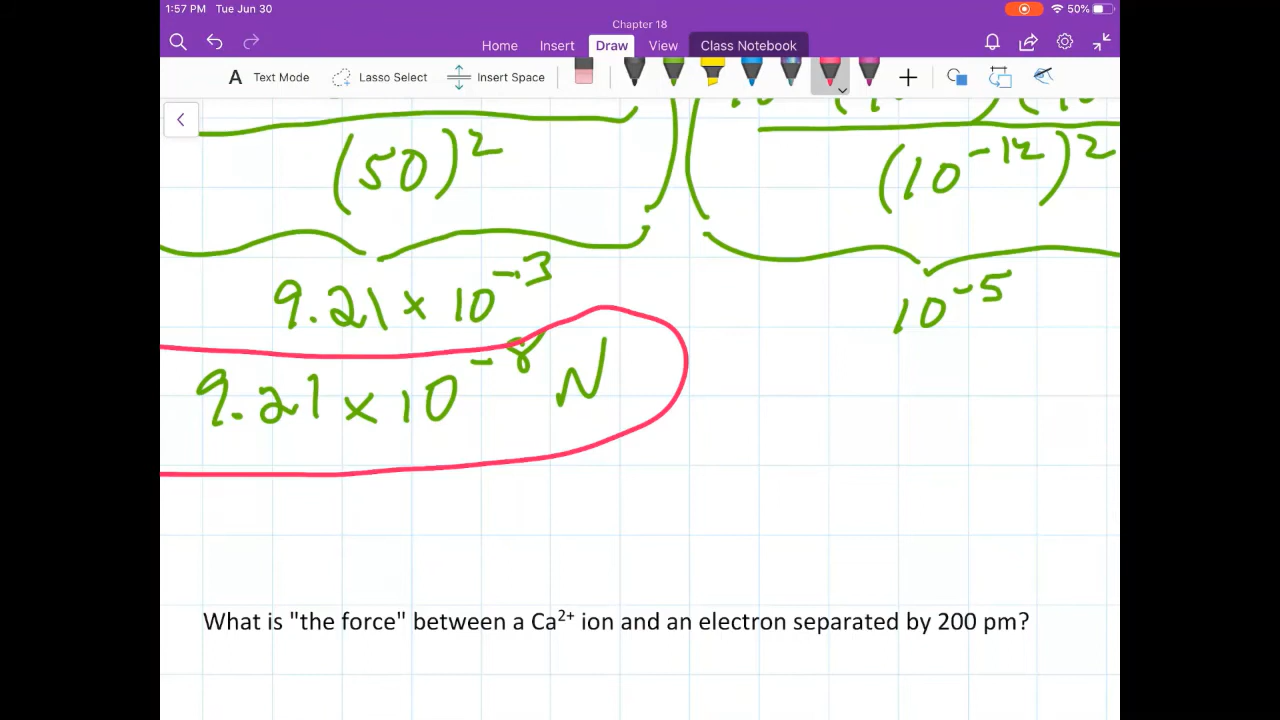 1:57 PM Tue Jun 30
50%
Chapter 18
Home Insert Draw View Class Notebook
A Text Mode Lasso Select Insert Space
(50)² (10⁻¹²)²
9.21 × 10⁻³ 10⁻⁵
9.21 × 10⁻⁸ N
What is "the force" between a Ca²⁺ ion and an electron separated by 200 pm?